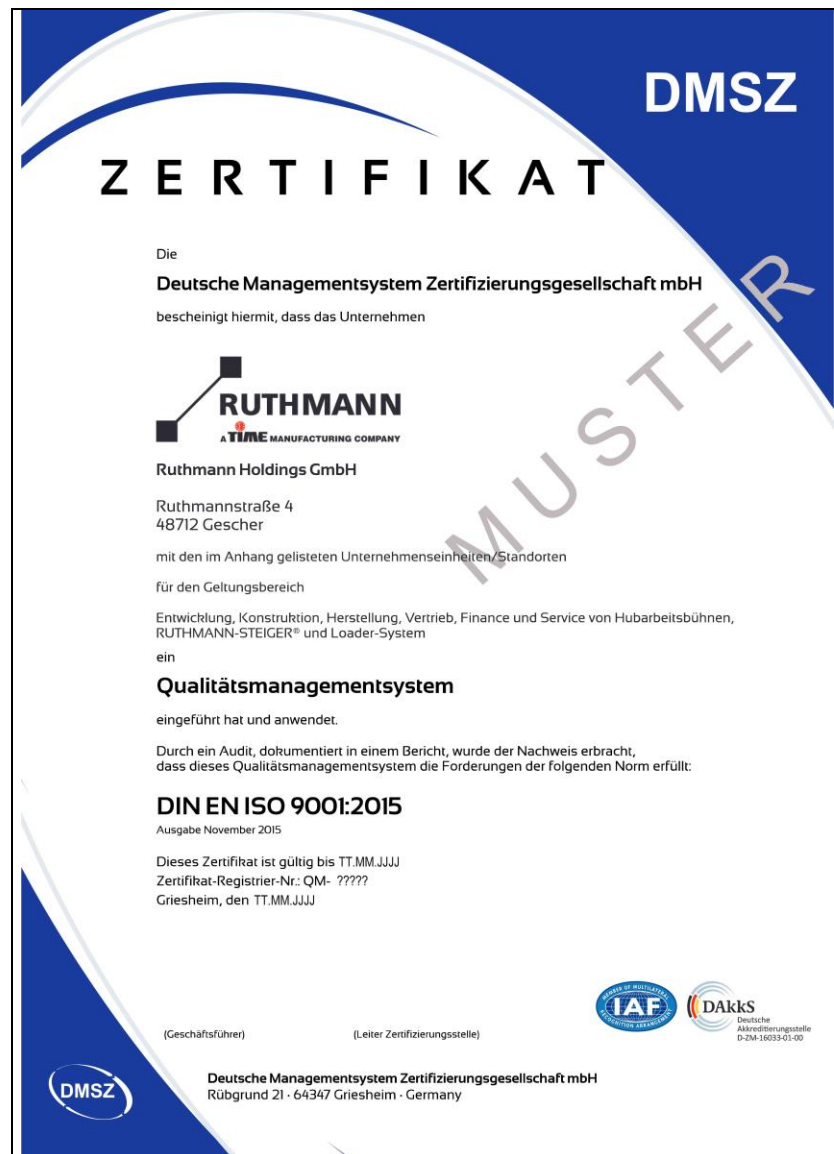 DMSZ
ZERTIFIKAT
Die
Deutsche Managementsystem Zertifizierungsgesellschaft mbH
bescheinigt hiermit, dass das Unternehmen
MUSTER
RUTHMANN
A TIME MANUFACTURING COMPANY
Ruthmann Holdings GmbH
Ruthmannstraße 4
48712 Gescher
mit den im Anhang gelisteten Unternehmenseinheiten/Standorten
für den Geltungsbereich
Entwicklung, Konstruktion, Herstellung, Vertrieb, Finance und Service von Hubarbeitsbühnen,
RUTHMANN-STEIGER® und Loader-System
ein
Qualitätsmanagementsystem
eingeführt hat und anwendet.
Durch ein Audit, dokumentiert in einem Bericht, wurde der Nachweis erbracht,
dass dieses Qualitätsmanagementsystem die Forderungen der folgenden Norm erfüllt:
DIN EN ISO 9001:2015
Ausgabe November 2015
Dieses Zertifikat ist gültig bis TT.MM.JJJJ
Zertifikat-Registrier-Nr.: QM- ?????
Griesheim, den TT.MM.JJJJ
MEMBER OF MULTILATERAL
IAF
RECOGNITION ARRANGEMENT
DAkkS
Deutsche
Akkreditierungsstelle
D-ZM-16033-01-00
(Geschäftsführer) (Leiter Zertifizierungsstelle)
DMSZ
Deutsche Managementsystem Zertifizierungsgesellschaft mbH
Rübgrund 21 · 64347 Griesheim · Germany